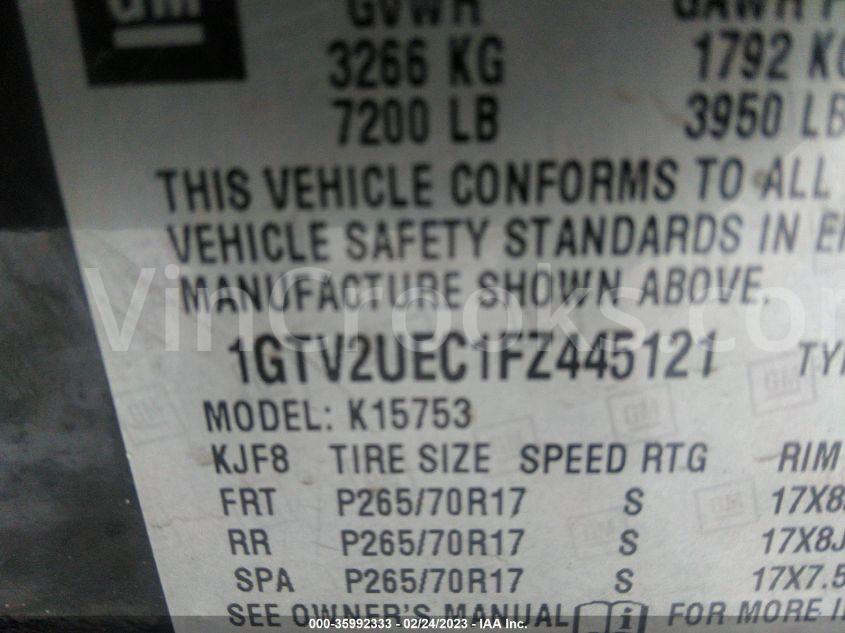 GM
GVWR GAWR F
3266 KG 1792 KG
7200 LB 3950 LB
THIS VEHICLE CONFORMS TO ALL
VEHICLE SAFETY STANDARDS IN E
MANUFACTURE SHOWN ABOVE.
VinCrooks.com
1GTV2UEC1FZ445121 TY
MODEL: K15753
KJF8 TIRE SIZE SPEED RTG RIM
FRT P265/70R17 S 17X8
RR P265/70R17 S 17X8J
SPA P265/70R17 S 17X7.5
SEE OWNER'S MANUAL i FOR MORE I
000-35992333 - 02/24/2023 - IAA Inc.